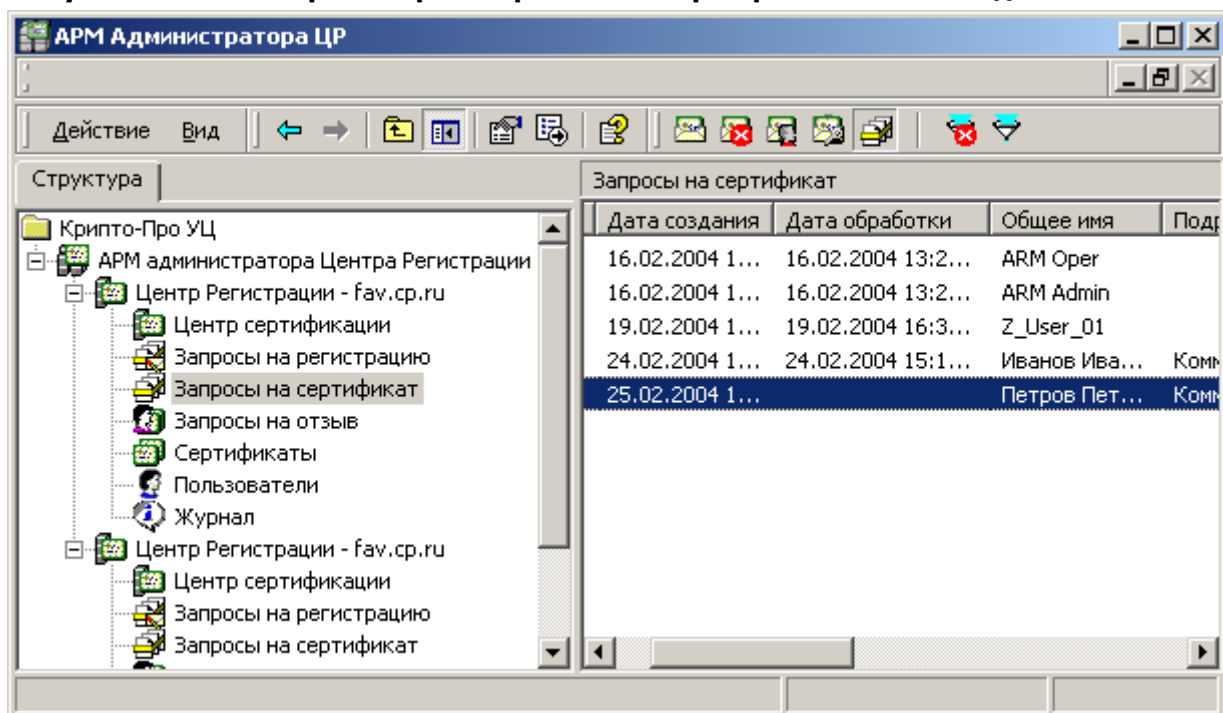 АРМ Администратора ЦР
Действие Вид
Структура
Запросы на сертификат
Крипто-Про УЦ
АРМ администратора Центра Регистрации
Центр Регистрации - fav.cp.ru
Центр сертификации
Запросы на регистрацию
Запросы на сертификат
Запросы на отзыв
Сертификаты
Пользователи
Журнал
Центр Регистрации - fav.cp.ru
Центр сертификации
Запросы на регистрацию
Запросы на сертификат
Дата создания Дата обработки Общее имя Подр
16.02.2004 1... 16.02.2004 13:2... ARM Oper
16.02.2004 1... 16.02.2004 13:2... ARM Admin
19.02.2004 1... 19.02.2004 16:3... Z_User_01
24.02.2004 1... 24.02.2004 15:1... Иванов Ива... Комм
25.02.2004 1... Петров Пет... Комм